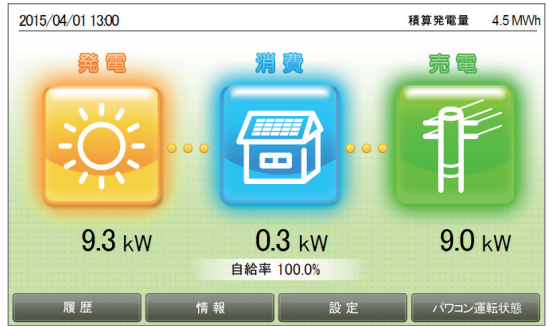 2015/04/01 13:00 積算発電量 4.5 MWh
発電 消費 売電
9.3 kW 0.3 kW 9.0 kW
自給率 100.0%
履歴 情報 設定 パワコン運転状態